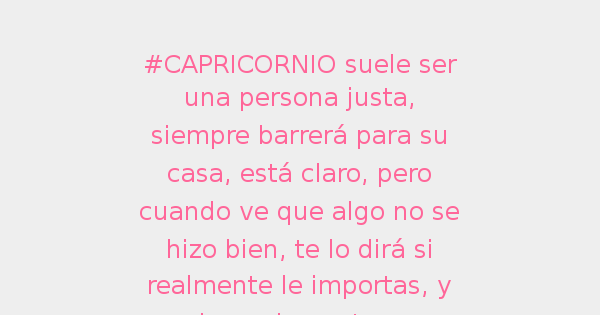 #CAPRICORNIO suele ser
una persona justa,
siempre barrerá para su
casa, está claro, pero
cuando ve que algo no se
hizo bien, te lo dirá si
realmente le importas, y